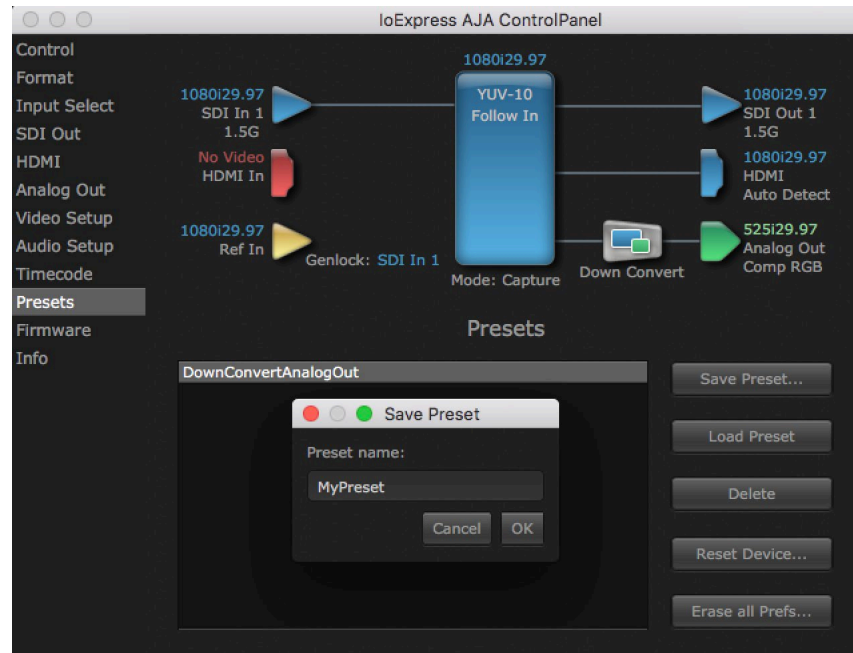 IoExpress AJA ControlPanel
Control
Format
Input Select
SDI Out
HDMI
Analog Out
Video Setup
Audio Setup
Timecode
Presets
Firmware
Info
1080i29.97
SDI In 1
1.5G
No Video
HDMI In
1080i29.97
Ref In
Genlock: SDI In 1
1080i29.97
YUV-10
Follow In
Mode: Capture
Down Convert
1080i29.97
SDI Out 1
1.5G
1080i29.97
HDMI
Auto Detect
525i29.97
Analog Out
Comp RGB
Presets
DownConvertAnalogOut
Save Preset
Preset name:
MyPreset
Cancel
OK
Save Preset...
Load Preset
Delete
Reset Device...
Erase all Prefs...